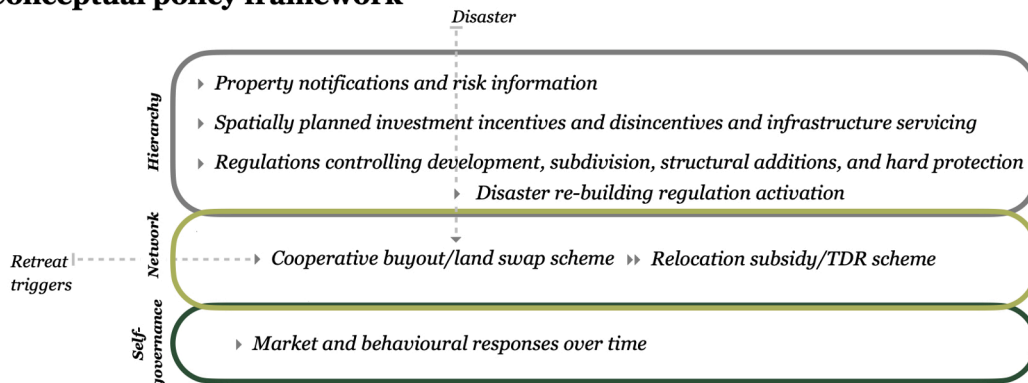 conceptual policy framework
Disaster
Hierarchy
Property notifications and risk information
Spatially planned investment incentives and disincentives and infrastructure servicing
Regulations controlling development, subdivision, structural additions, and hard protection
Disaster re-building regulation activation
Network
Retreat
triggers
Cooperative buyout/land swap scheme
Relocation subsidy/TDR scheme
Self-
governance
Market and behavioural responses over time